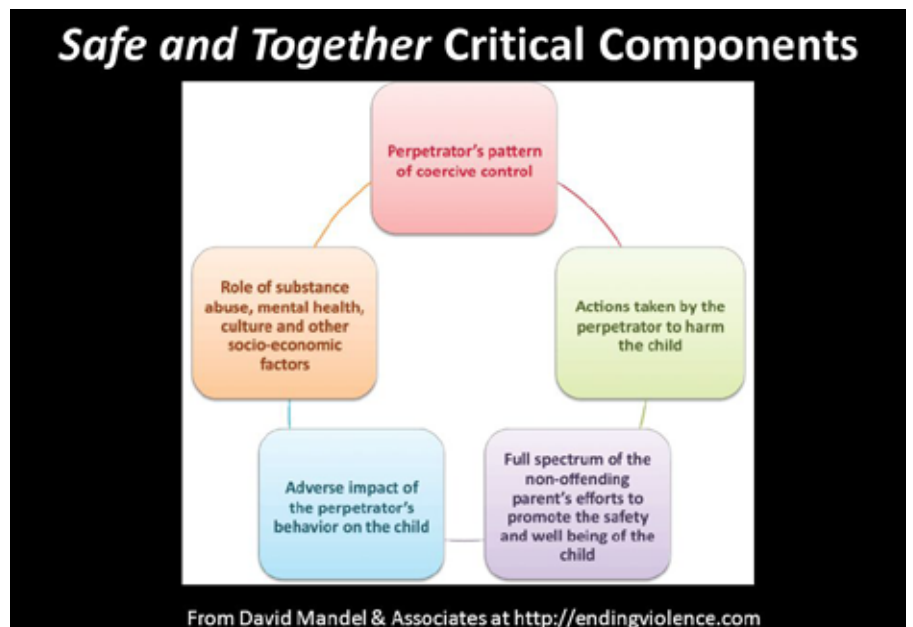 Safe and Together Critical Components
Perpetrator's pattern
of coercive control
Role of substance
abuse, mental health,
culture and other
socio-economic
factors
Actions taken by the
perpetrator to harm
the child
Adverse impact of
the perpetrator's
behavior on the child
Full spectrum of the
non-offending
parent's efforts to
promote the safety
and well being of the
child
From David Mandel & Associates at http://endingviolence.com